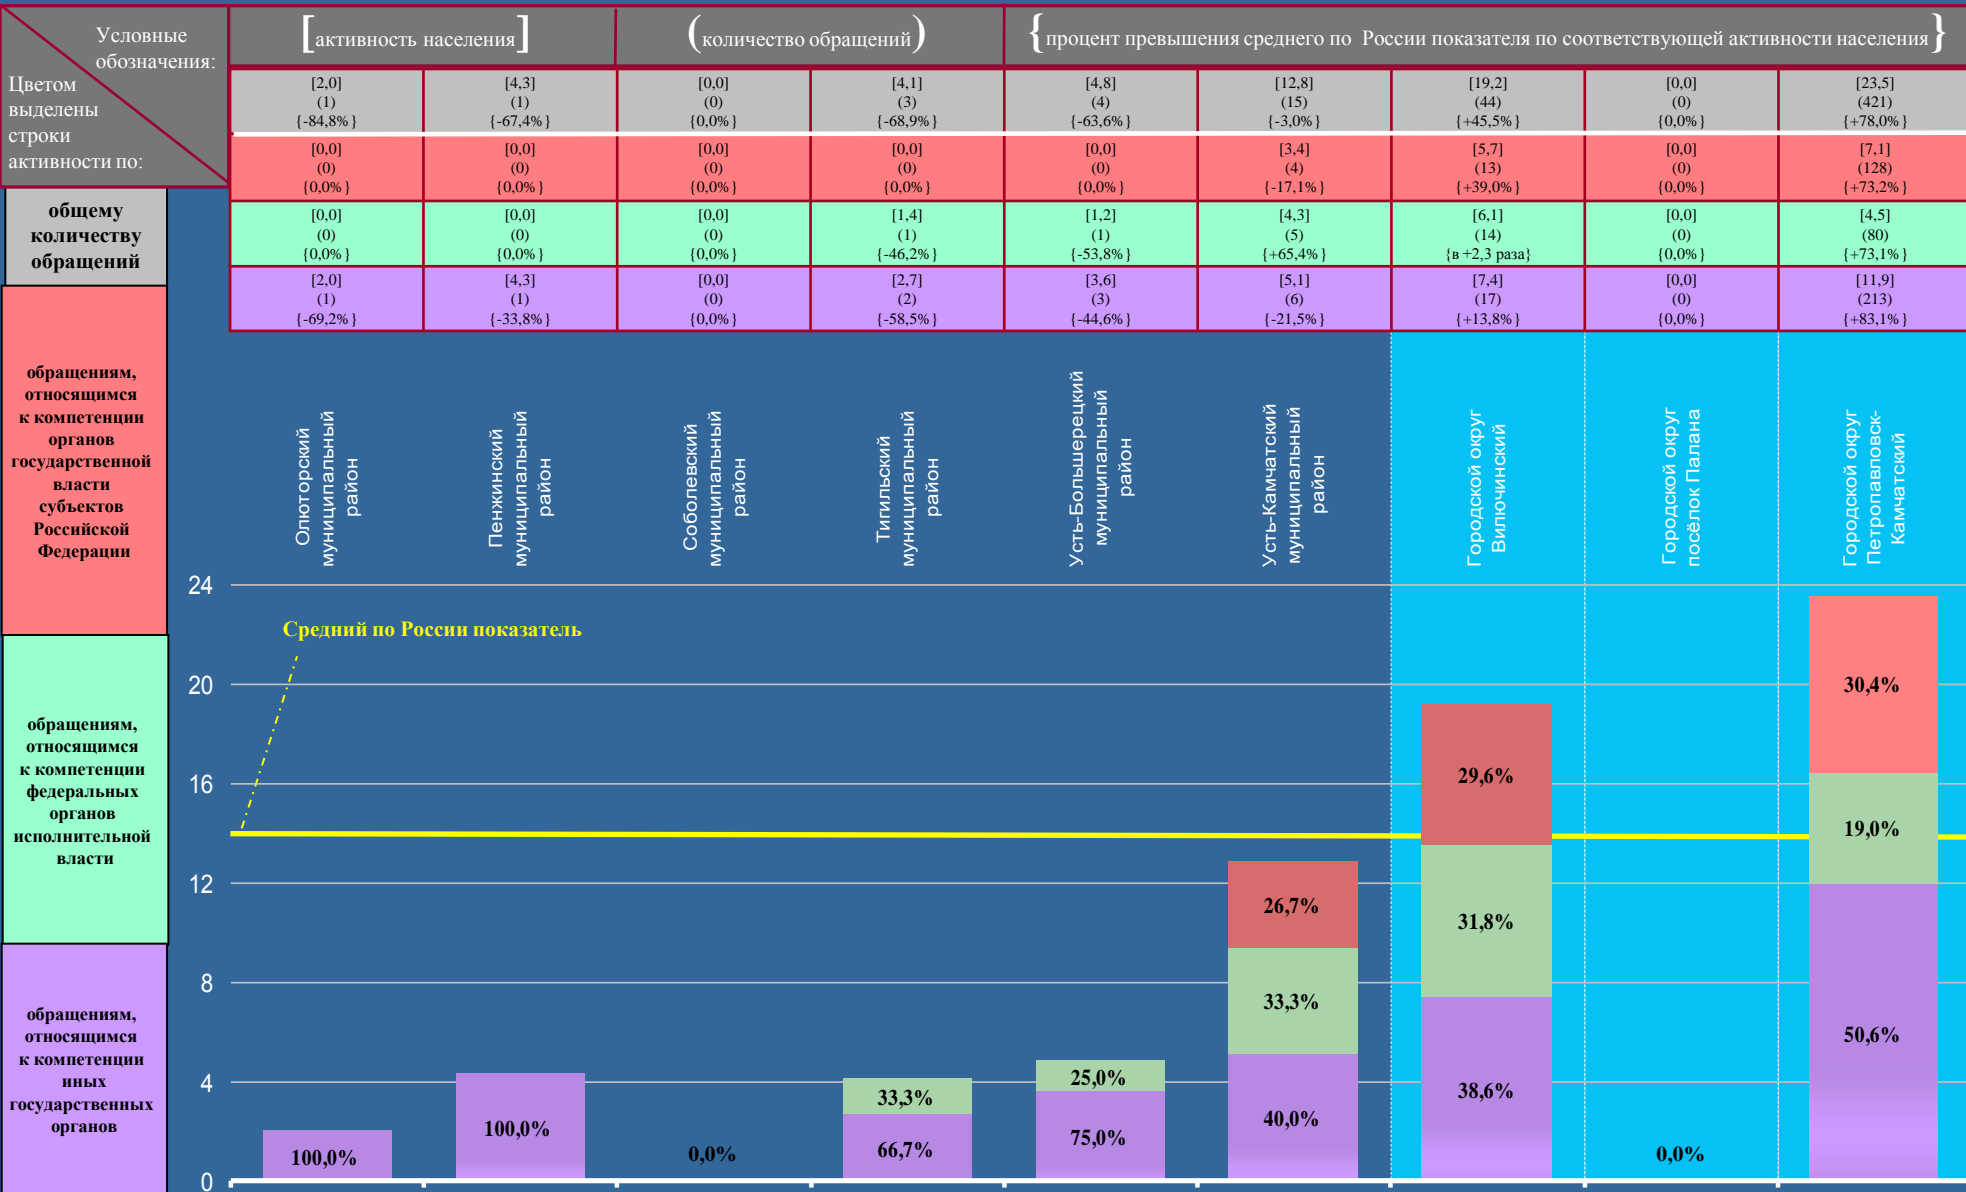 Условные
обозначения:
Цветом
выделены
строки
активности по:
[активность населения]
(количество обращений)
{процент превышения среднего по России показателя по соответствующей активности населения}
[2,0] [4,3] [0,0] [4,1] [4,8] [12,8] [19,2] [0,0] [23,5]
(1) (1) (0) (3) (4) (15) (44) (0) (421)
{-84,8%} {-67,4%} {0,0%} {-68,9%} {-63,6%} {-3,0%} {+45,5%} {0,0%} {+78,0%}
[0,0] [0,0] [0,0] [0,0] [0,0] [3,4] [5,7] [0,0] [7,1]
(0) (0) (0) (0) (0) (4) (13) (0) (128)
{0,0%} {0,0%} {0,0%} {0,0%} {0,0%} {-17,1%} {+39,0%} {0,0%} {+73,2%}
[0,0] [0,0] [0,0] [1,4] [1,2] [4,3] [6,1] [0,0] [4,5]
(0) (0) (0) (1) (1) (5) (14) (0) (80)
{0,0%} {0,0%} {0,0%} {-46,2%} {-53,8%} {+65,4%} {в +2,3 раза} {0,0%} {+73,1%}
[2,0] [4,3] [0,0] [2,7] [3,6] [5,1] [7,4] [0,0] [11,9]
(1) (1) (0) (2) (3) (6) (17) (0) (213)
{-69,2%} {-33,8%} {0,0%} {-58,5%} {-44,6%} {-21,5%} {+13,8%} {0,0%} {+83,1%}
общему
количеству
обращений
обращениям,
относящимся
к компетенции
органов
государственной
власти
субъектов
Российской
Федерации
обращениям,
относящимся
к компетенции
федеральных
органов
исполнительной
власти
обращениям,
относящимся
к компетенции
иных
государственных
органов
Олюторский
муниципальный
район
Пенжинский
муниципальный
район
Соболевский
муниципальный
район
Тигильский
муниципальный
район
Усть-Большерецкий
муниципальный
район
Усть-Камчатский
муниципальный
район
Городской округ
Вилючинский
Городской округ
посёлок Палана
Городской округ
Петропавловск-
Камчатский
24
20
16
12
8
4
0
Средний по России показатель
100,0%
100,0%
0,0%
33,3%
66,7%
25,0%
75,0%
26,7%
33,3%
40,0%
29,6%
31,8%
38,6%
0,0%
30,4%
19,0%
50,6%